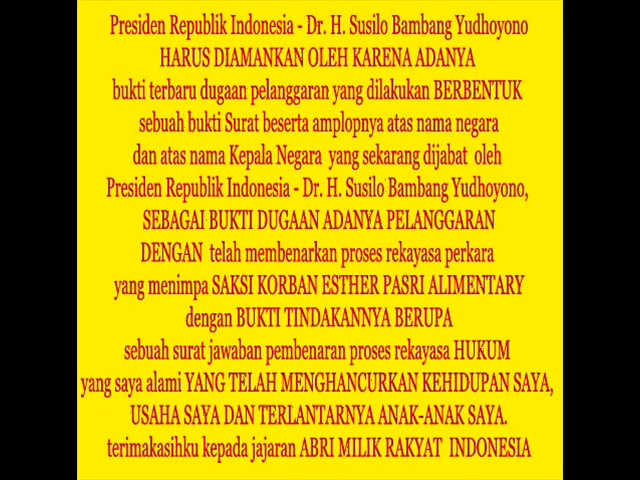 Presiden Republik Indonesia - Dr. H. Susilo Bambang Yudhoyono
HARUS DIAMANKAN OLEH KARENA ADANYA
bukti terbaru dugaan pelanggaran yang dilakukan BERBENTUK
sebuah bukti Surat beserta amplopnya atas nama negara
dan atas nama Kepala Negara yang sekarang dijabat oleh
Presiden Republik Indonesia - Dr. H. Susilo Bambang Yudhoyono,
SEBAGAI BUKTI DUGAAN ADANYA PELANGGARAN
DENGAN telah membenarkan proses rekayasa perkara
yang menimpa SAKSI KORBAN ESTHER PASRI ALIMENTARY
dengan BUKTI TINDAKANNYA BERUPA
sebuah surat jawaban pembenaran proses rekayasa HUKUM
yang saya alami YANG TELAH MENGHANCURKAN KEHIDUPAN SAYA,
USAHA SAYA DAN TERLANTARNYA ANAK-ANAK SAYA.
terimakasihku kepada jajaran ABRI MILIK RAKYAT INDONESIA